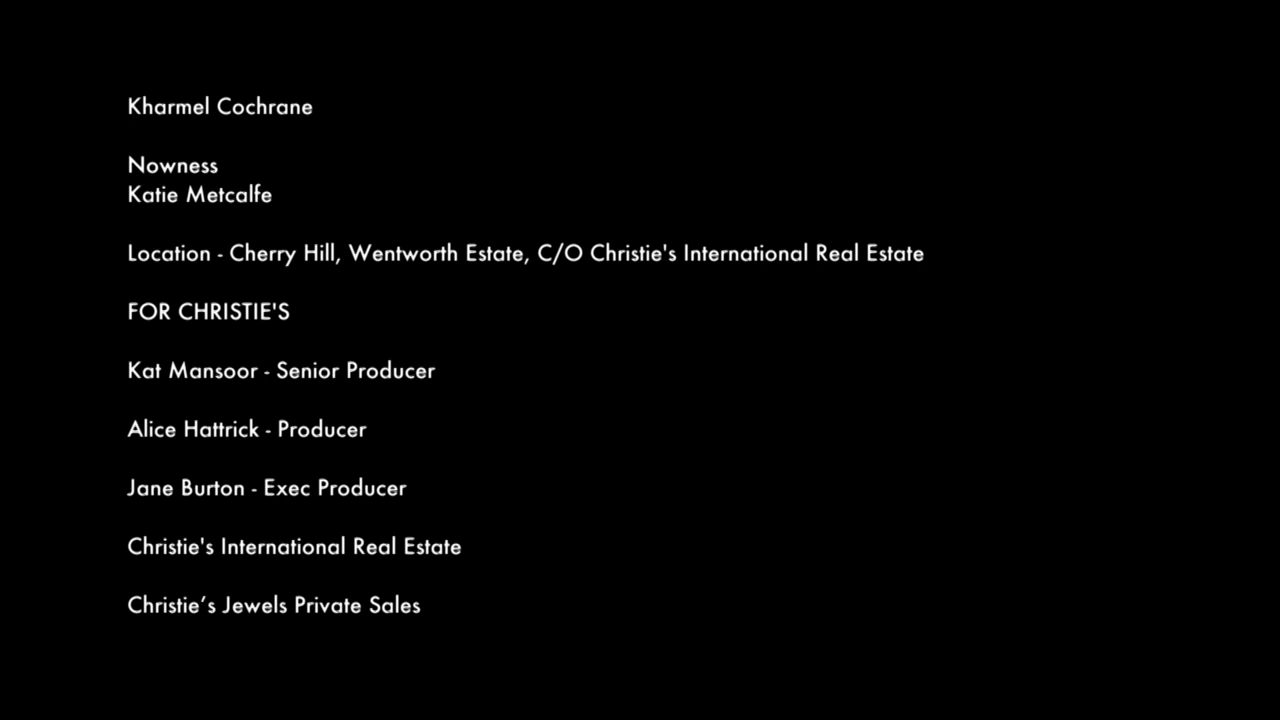 Kharmel Cochrane
Nowness
Katie Metcalfe
Location - Cherry Hill, Wentworth Estate, C/O Christie's International Real Estate
FOR CHRISTIE'S
Kat Mansoor - Senior Producer
Alice Hattrick - Producer
Jane Burton - Exec Producer
Christie's International Real Estate
Christie’s Jewels Private Sales